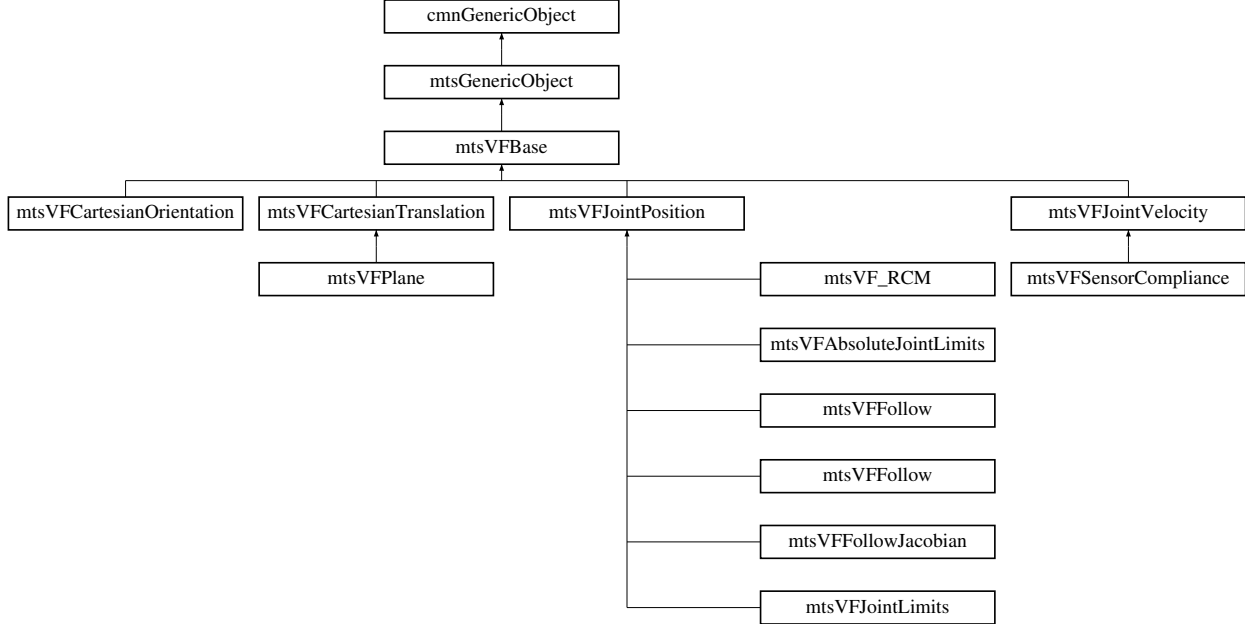 cmnGenericObject
mtsGenericObject
mtsVFBase
mtsVFCartesianOrientation
mtsVFCartesianTranslation
mtsVFJointPosition
mtsVFJointVelocity
mtsVFPlane
mtsVF_RCM
mtsVFSensorCompliance
mtsVFAbsoluteJointLimits
mtsVFFollow
mtsVFFollow
mtsVFFollowJacobian
mtsVFJointLimits